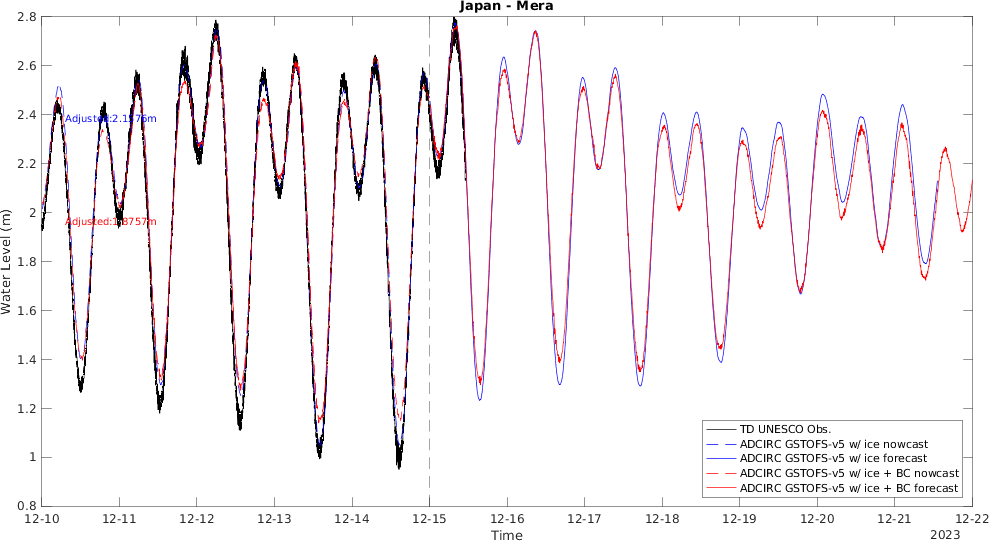 Japan - Mera
2.8
2.6
2.4
2.2
2
1.8
1.6
1.4
1.2
1
0.8
Water Level (m)
Adjusted:2.1576m
Adjusted:1.8757m
TD UNESCO Obs.
ADCIRC GSTOFS-v5 w/ ice nowcast
ADCIRC GSTOFS-v5 w/ ice forecast
ADCIRC GSTOFS-v5 w/ ice + BC nowcast
ADCIRC GSTOFS-v5 w/ ice + BC forecast
12-10 12-11 12-12 12-13 12-14 12-15 12-16 12-17 12-18 12-19 12-20 12-21 12-22
Time
2023